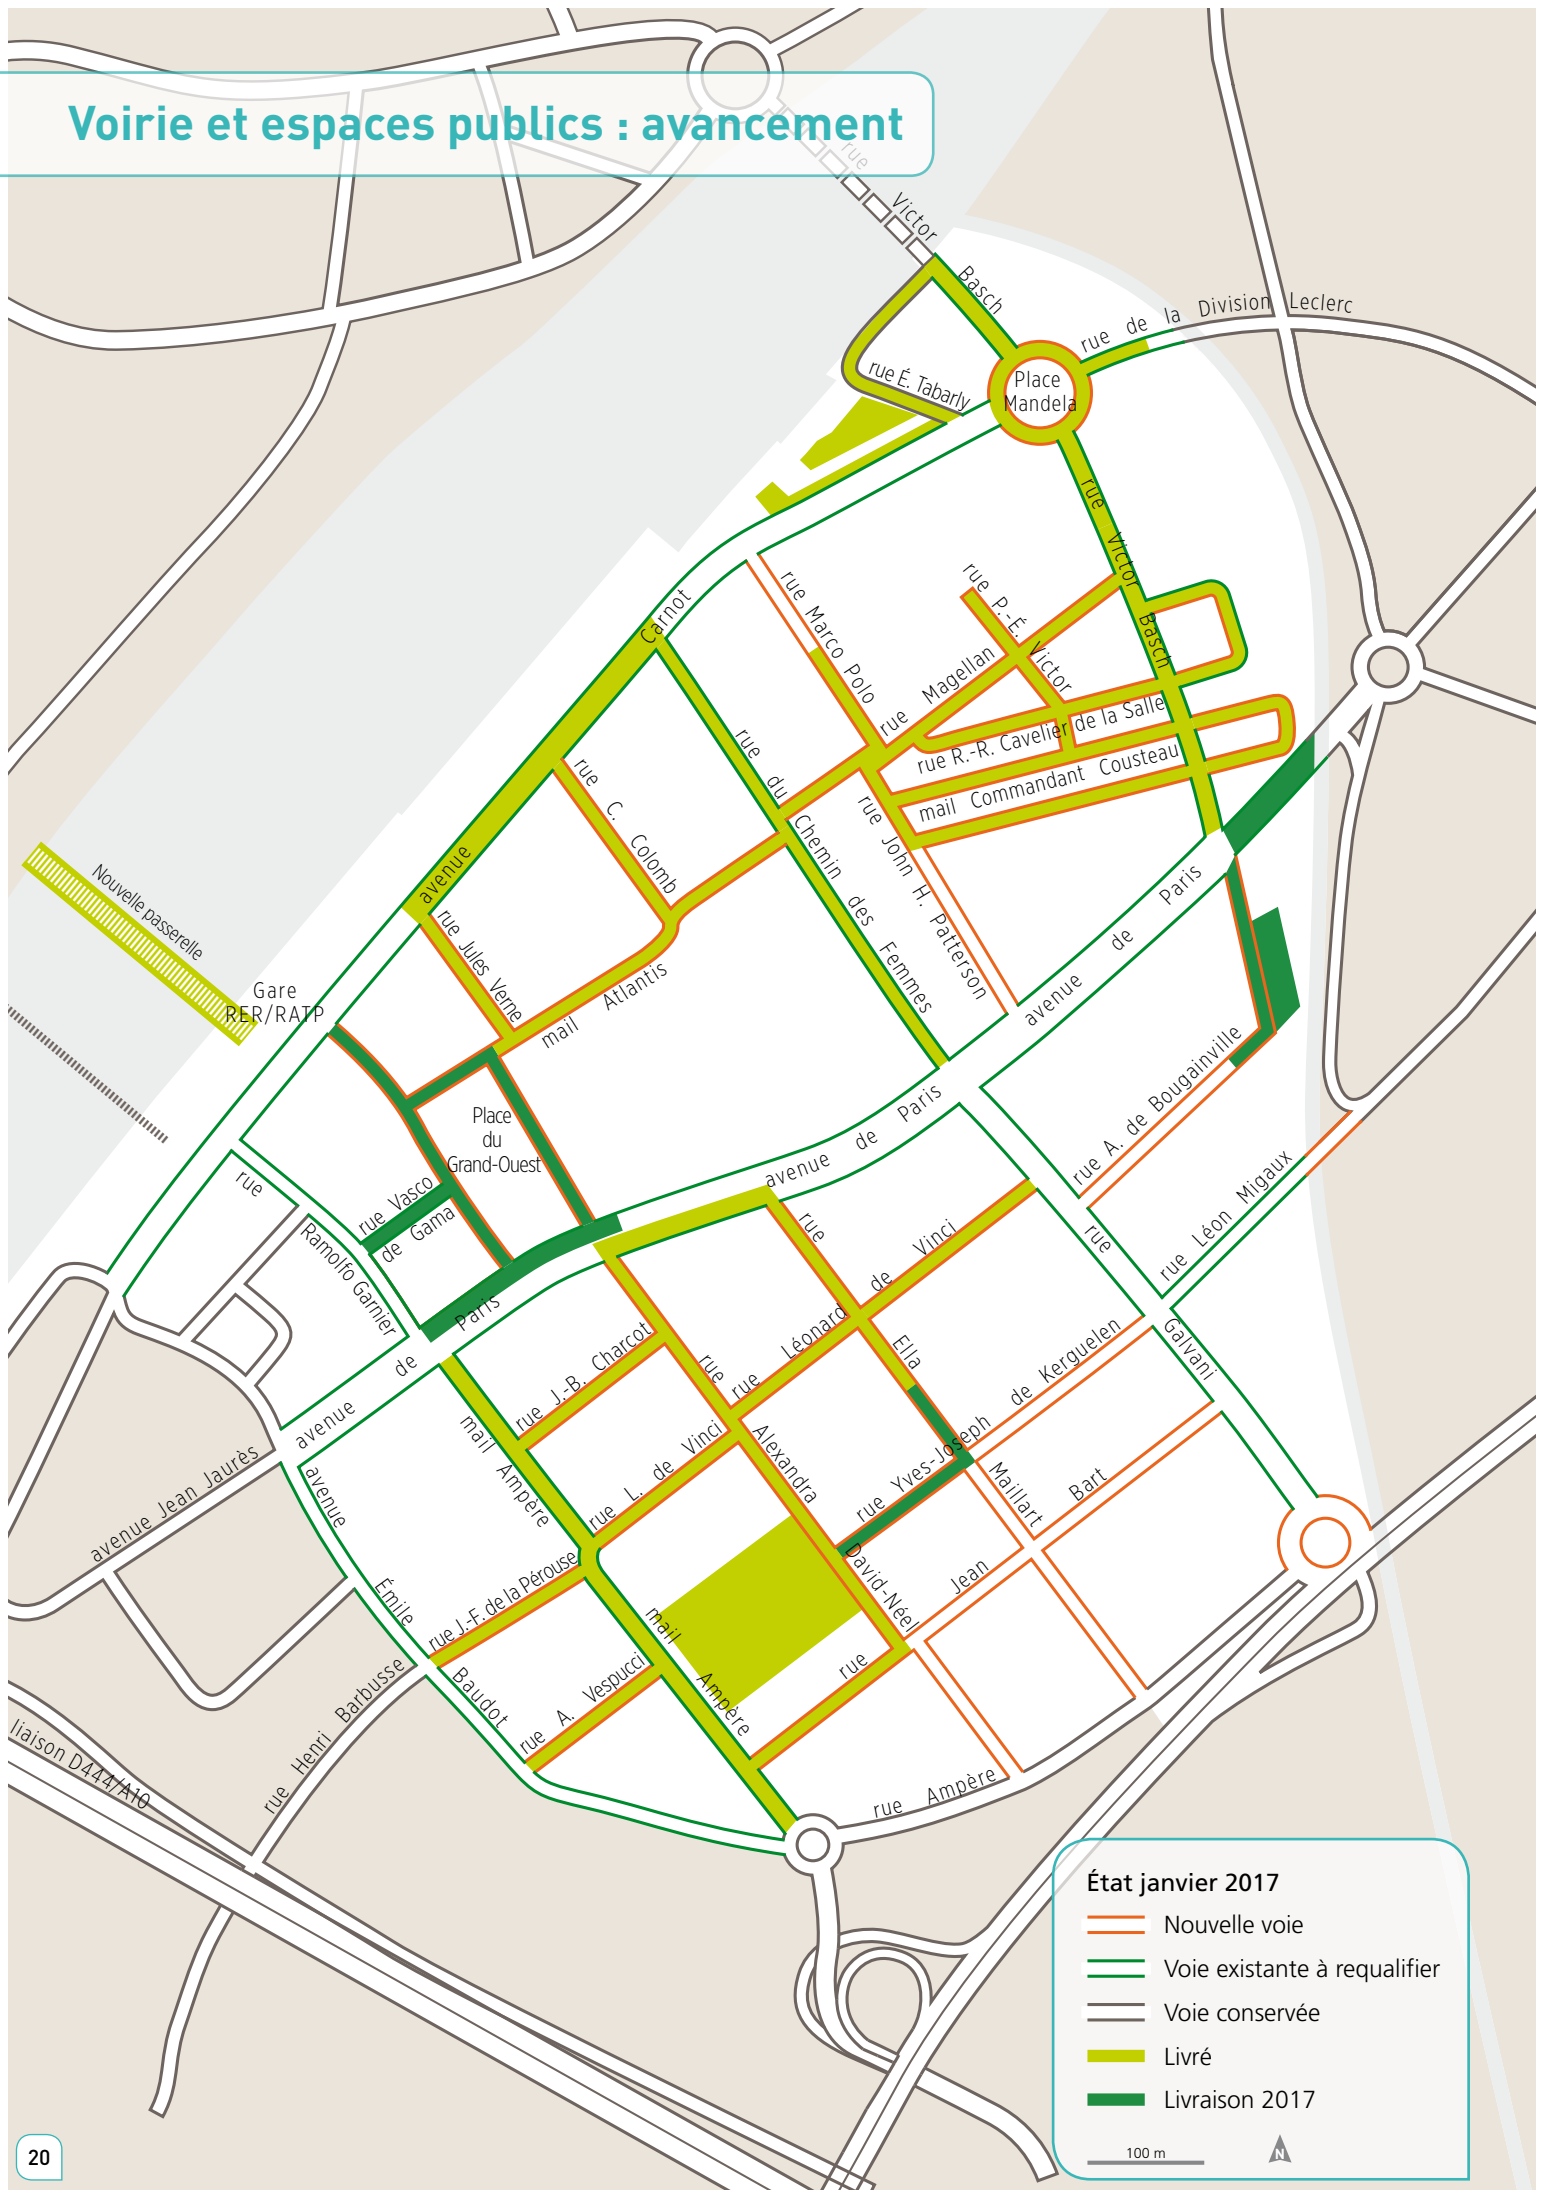 Voirie et espaces publics : avancement
rue Victor Basch
rue de la Division Leclerc
rue É. Tabarly
Place
Mandela
rue Victor Basch
avenue Carnot
rue Marco Polo
rue P.-É. Victor
rue Magellan
rue R.-R. Cavelier de la Salle
mail Commandant Cousteau
rue du Chemin des Femmes
rue C. Colomb
rue John H. Patterson
Nouvelle passerelle
rue Jules Verne
mail Atlantis
avenue de Paris
Gare
RER/RATP
Place
du
Grand-Ouest
rue A. de Bougainville
avenue de Paris
rue Vasco
de Gama
rue Ramolfo Garnier
rue Léon Migaux
rue Galvani
rue Léonard de Vinci
rue Ella Maillart
rue J.-B. Charcot
rue Alexandra David-Néel
rue Yves-Joseph de Kerguelen
avenue de Paris
mail Ampère
rue L. de Vinci
rue Jean Bart
avenue Jean Jaurès
avenue Émile Baudot
rue J.-F. de la Pérouse
mail Ampère
rue A. Vespucci
rue Henri Barbusse
liaison D444/A10
rue Ampère
État janvier 2017
Nouvelle voie
Voie existante à requalifier
Voie conservée
Livré
Livraison 2017
100 m
N
20